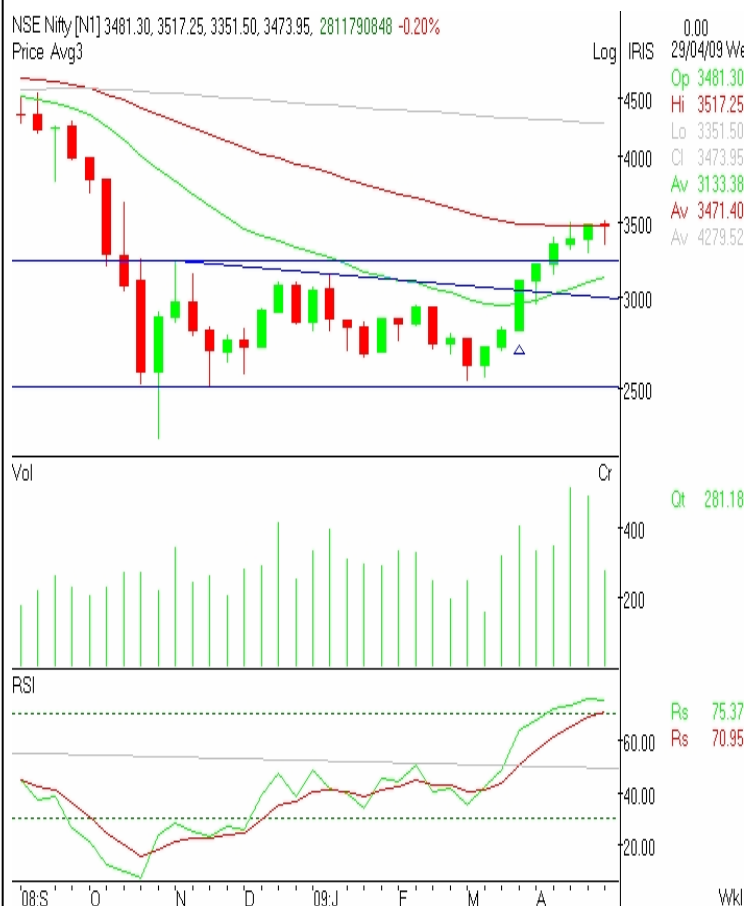 NSE Nifty [N1] 3481.30, 3517.25, 3351.50, 3473.95, 2811790848 -0.20%
Price Avg3 Log IRIS
0.00
29/04/09 We
Op 3481.30
Hi 3517.25
Lo 3351.50
Cl 3473.95
Av 3133.38
Av 3471.40
Av 4279.52
4500
4000
3500
3000
2500
Vol Cr
Qt 281.18
400
200
RSI
Rs 75.37
Rs 70.95
60.00
40.00
20.00
08:S O N D 09:J F M A Wkl